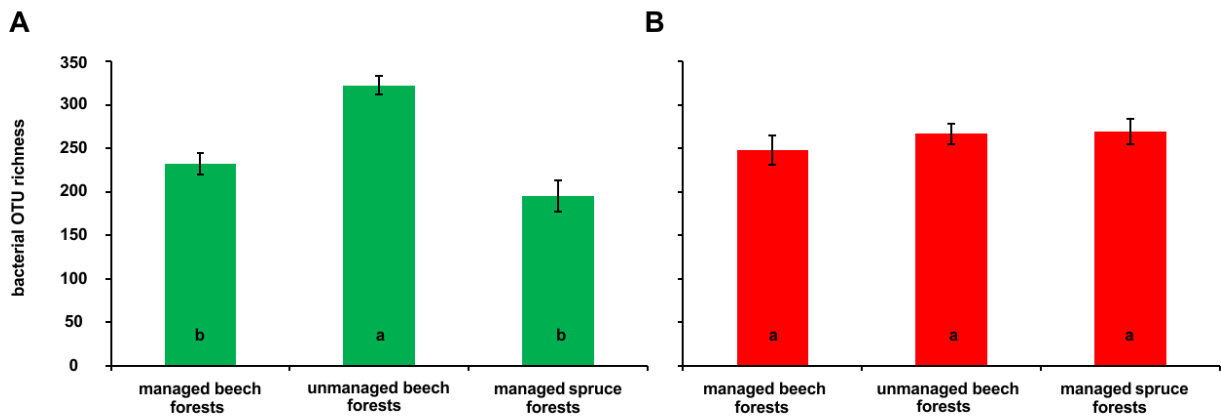 A
B
bacterial OTU richness
350
300
250
200
150
100
50
0
b
a
b
a
a
a
managed beech
forests
unmanaged beech
forests
managed spruce
forests
managed beech
forests
unmanaged beech
forests
managed spruce
forests